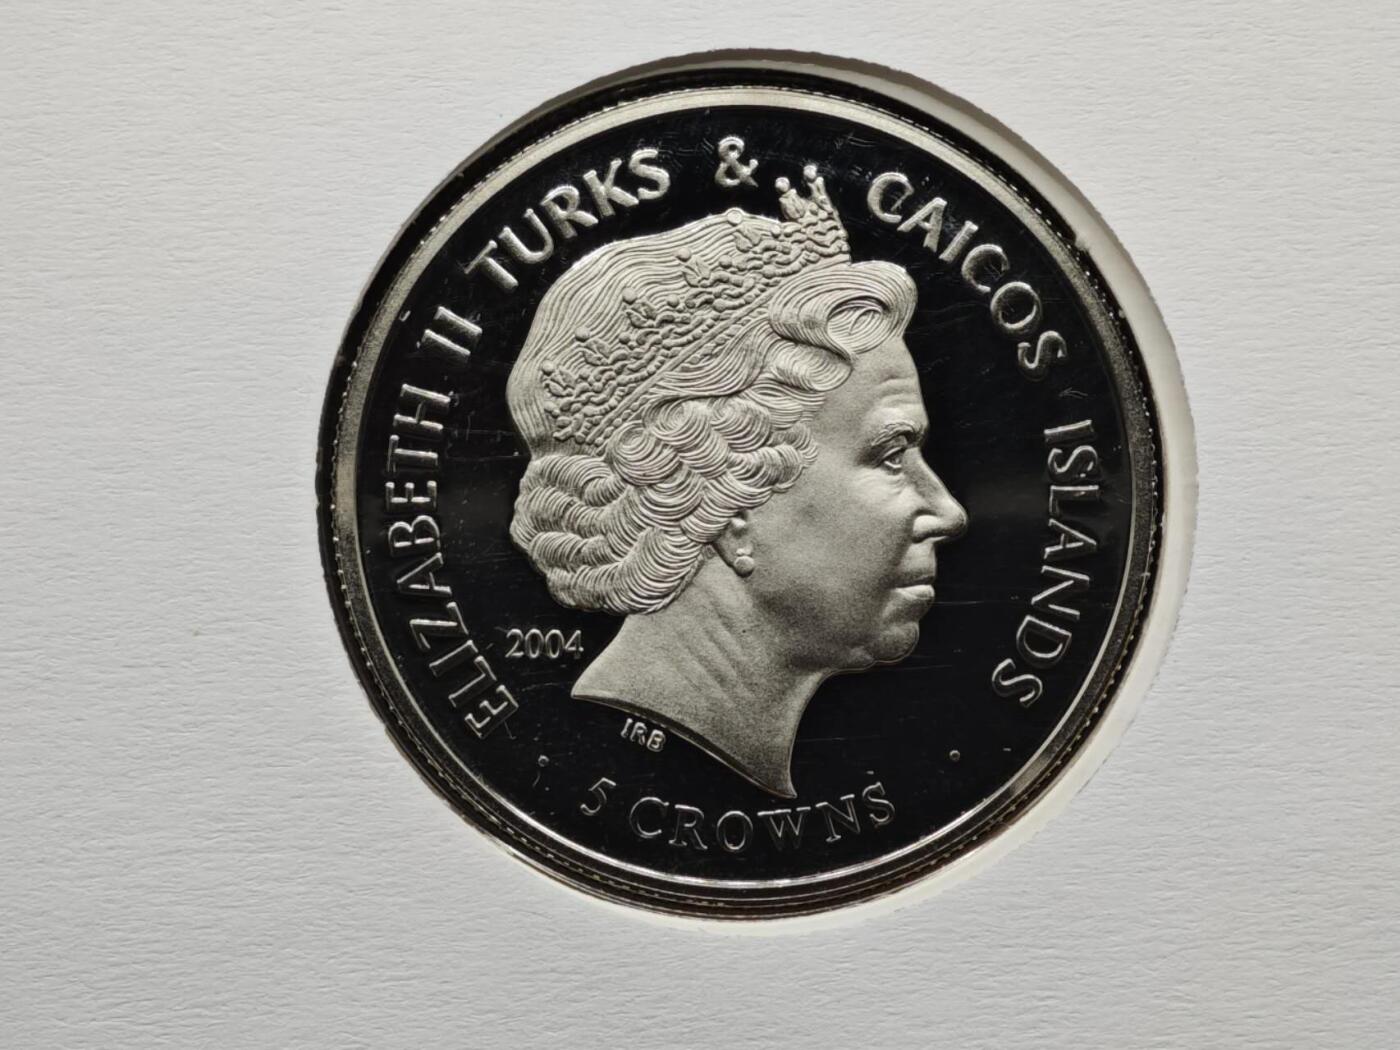 ELIZABETH II TURKS & CAICOS ISLANDS
2004
IRB
5 CROWNS